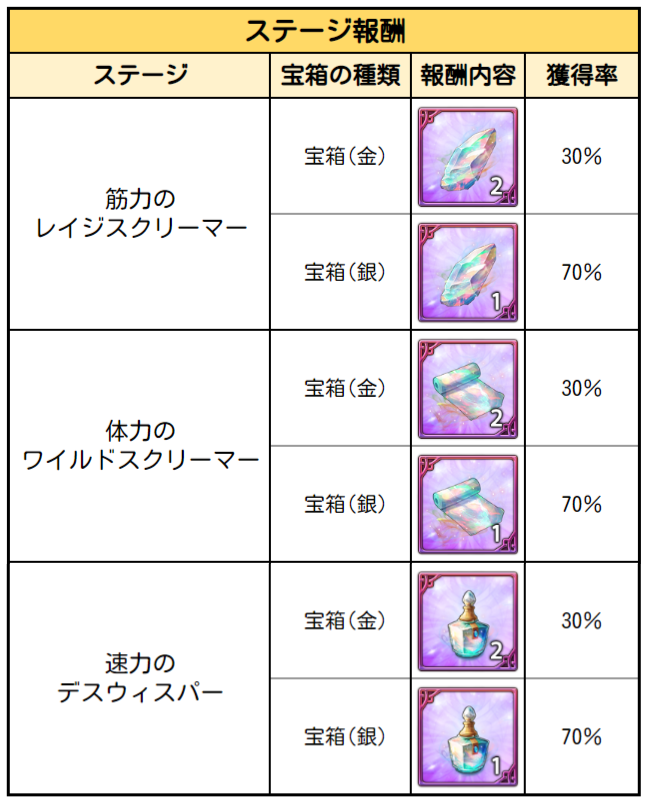 ステージ報酬
ステージ 宝箱の種類 報酬内容 獲得率
筋力の
レイジスクリーマー
宝箱(金) 2 30%
宝箱(銀) 1 70%
体力の
ワイルドスクリーマー
宝箱(金) 2 30%
宝箱(銀) 1 70%
速力の
デスウィスパー
宝箱(金) 2 30%
宝箱(銀) 1 70%